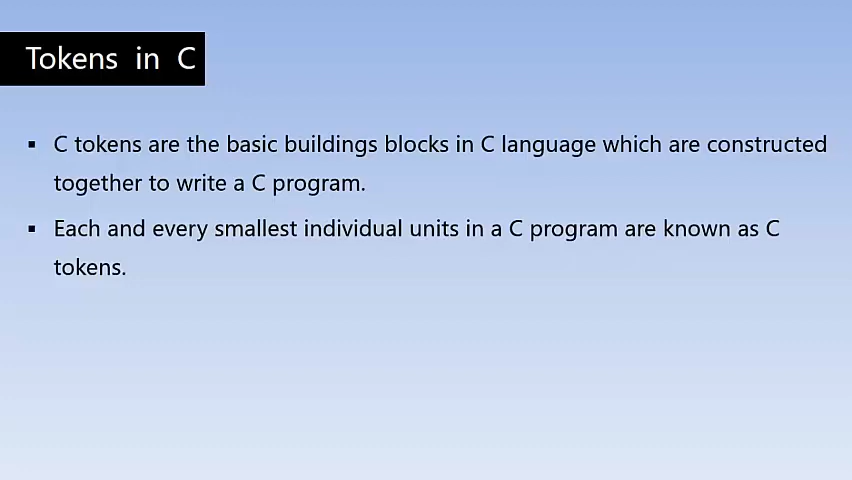 Tokens in C
▪ C tokens are the basic buildings blocks in C language which are constructed
together to write a C program.
▪ Each and every smallest individual units in a C program are known as C
tokens.